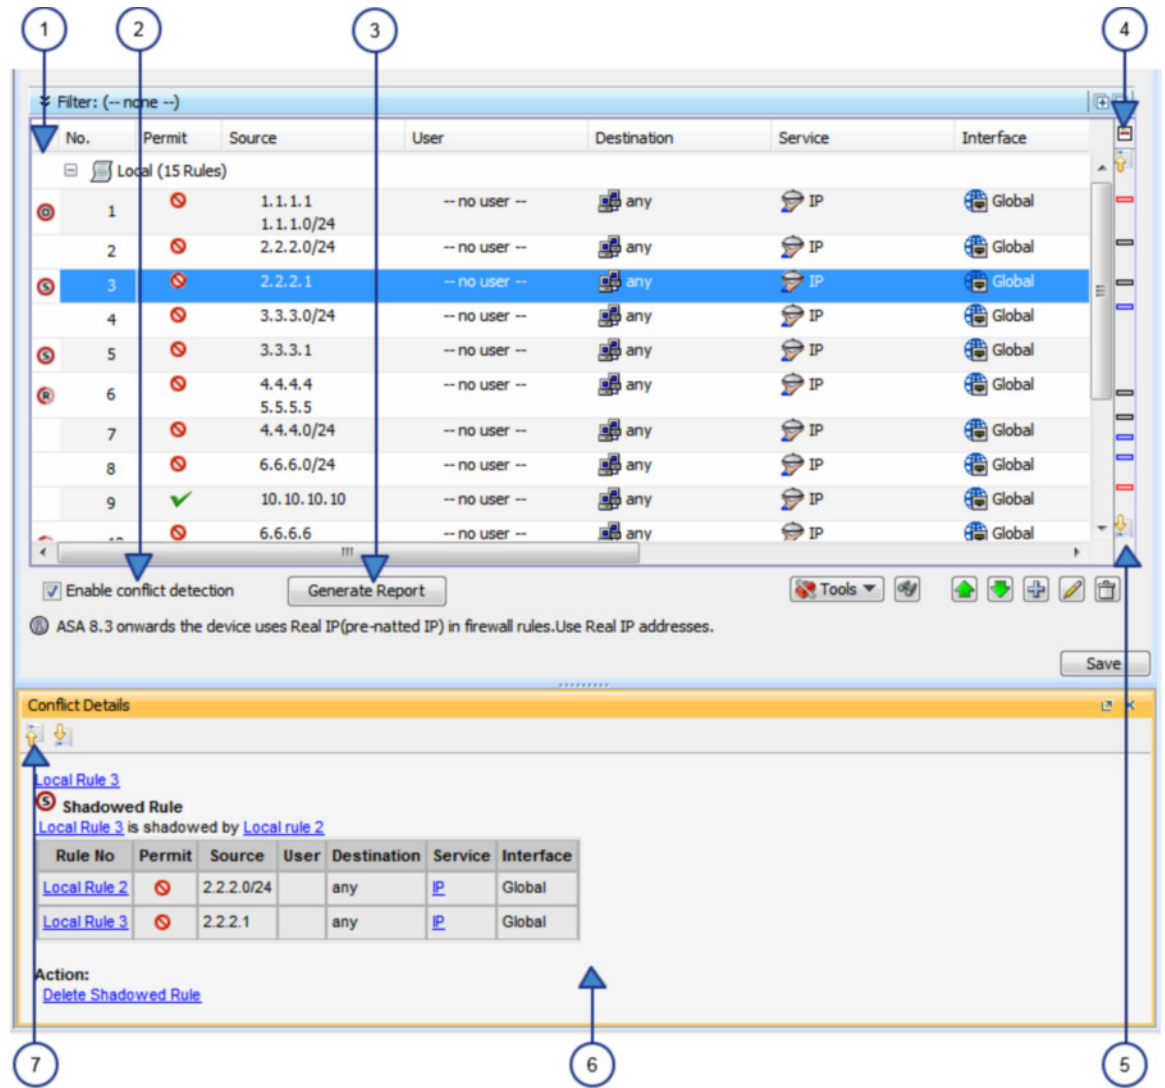 1 2 3 4
Filter: (-- none --)
No. Permit Source User Destination Service Interface
Local (15 Rules)
1 1.1.1.1 -- no user -- any IP Global
1.1.1.0/24
2 2.2.2.0/24 -- no user -- any IP Global
S 3 2.2.2.1 -- no user -- any IP Global
4 3.3.3.0/24 -- no user -- any IP Global
S 5 3.3.3.1 -- no user -- any IP Global
R 6 4.4.4.4 -- no user -- any IP Global
5.5.5.5
7 4.4.4.0/24 -- no user -- any IP Global
8 6.6.6.0/24 -- no user -- any IP Global
9 10.10.10.10 -- no user -- any IP Global
6.6.6.6 -- no user -- any IP Global
Enable conflict detection Generate Report Tools
ASA 8.3 onwards the device uses Real IP(pre-natted IP) in firewall rules.Use Real IP addresses.
Save
Conflict Details
Local Rule 3
S Shadowed Rule
Local Rule 3 is shadowed by Local rule 2
Rule No Permit Source User Destination Service Interface
Local Rule 2 2.2.2.0/24 any IP Global
Local Rule 3 2.2.2.1 any IP Global
Action:
Delete Shadowed Rule
7 6 5